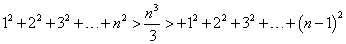 1² + 2² + 3² + ... + n² > n³/3 > +1² + 2² + 3² + ... + (n−1)²